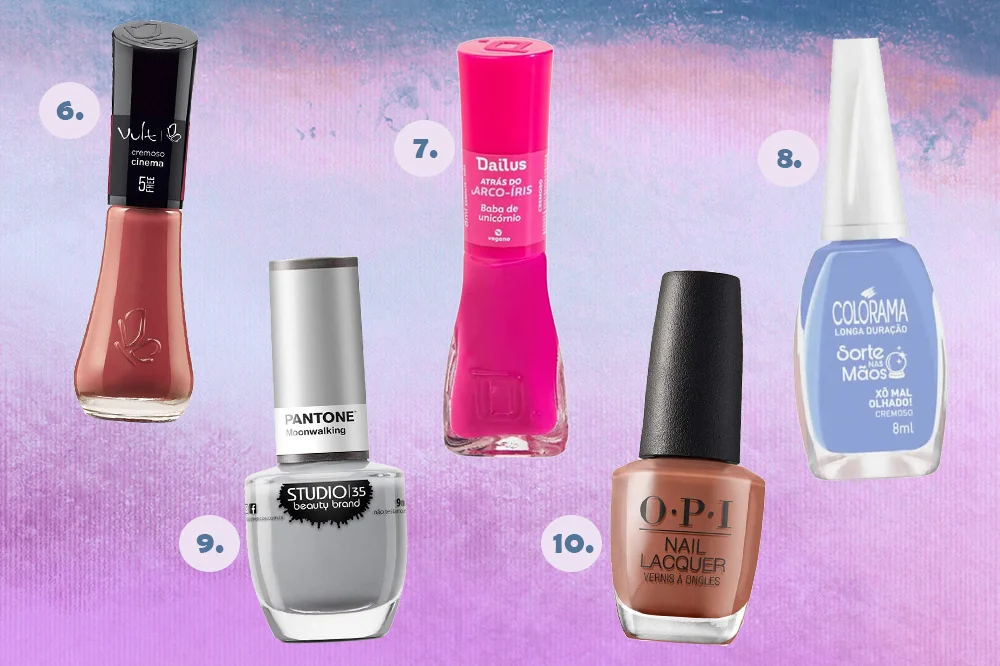 6.
Vult
cremoso
cinema
5 FREE
7.
Dailus
ATRÁS DO
ARCO-ÍRIS
Baba de
unicórnio
vegano
CREMOSO
8.
COLORAMA
LONGA DURAÇÃO
Sorte
NAS
Mãos
XÔ MAL
OLHADO!
CREMOSO
8ml
9.
PANTONE
Moonwalking
STUDIO|35
beauty brand
10.
O·P·I
NAIL
LACQUER
VERNIS À ONGLES